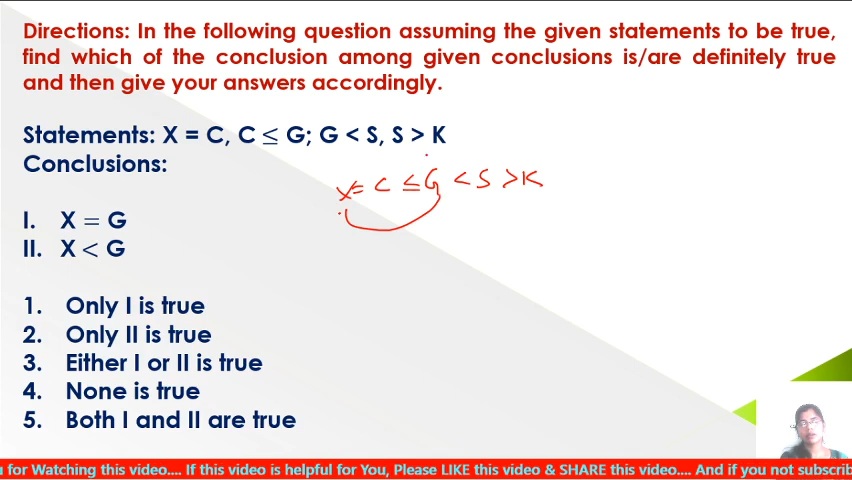 Directions: In the following question assuming the given statements to be true,
find which of the conclusion among given conclusions is/are definitely true
and then give your answers accordingly.
Statements: X = C, C ≤ G; G < S, S > K
Conclusions:
X = C ≤ G < S > K
I. X = G
II. X < G
1. Only I is true
2. Only II is true
3. Either I or II is true
4. None is true
5. Both I and II are true
for Watching this video.... If this video is helpful for You, Please LIKE this video & SHARE this video.... And if you not subscrib